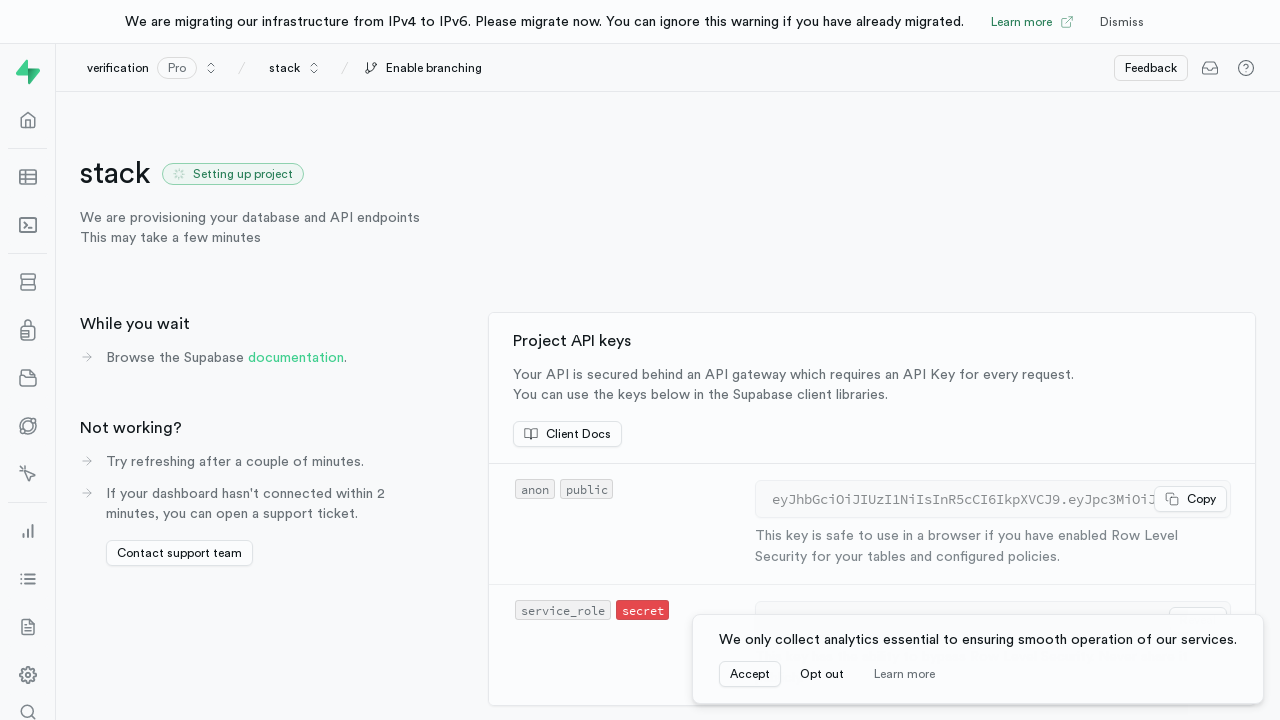 We are migrating our infrastructure from IPv4 to IPv6. Please migrate now. You can ignore this warning if you have already migrated. Learn more Dismiss
verification Pro / stack / Enable branching Feedback
stack Setting up project
We are provisioning your database and API endpoints
This may take a few minutes
While you wait
Browse the Supabase documentation.
Not working?
Try refreshing after a couple of minutes.
If your dashboard hasn't connected within 2
minutes, you can open a support ticket.
Contact support team
Project API keys
Your API is secured behind an API gateway which requires an API Key for every request.
You can use the keys below in the Supabase client libraries.
Client Docs
anon public
eyJhbGciOiJIUzI1NiIsInR5cCI6IkpXVCJ9.eyJpc3MiOiJ Copy
This key is safe to use in a browser if you have enabled Row Level
Security for your tables and configured policies.
service_role secret
We only collect analytics essential to ensuring smooth operation of our services.
Accept Opt out Learn more